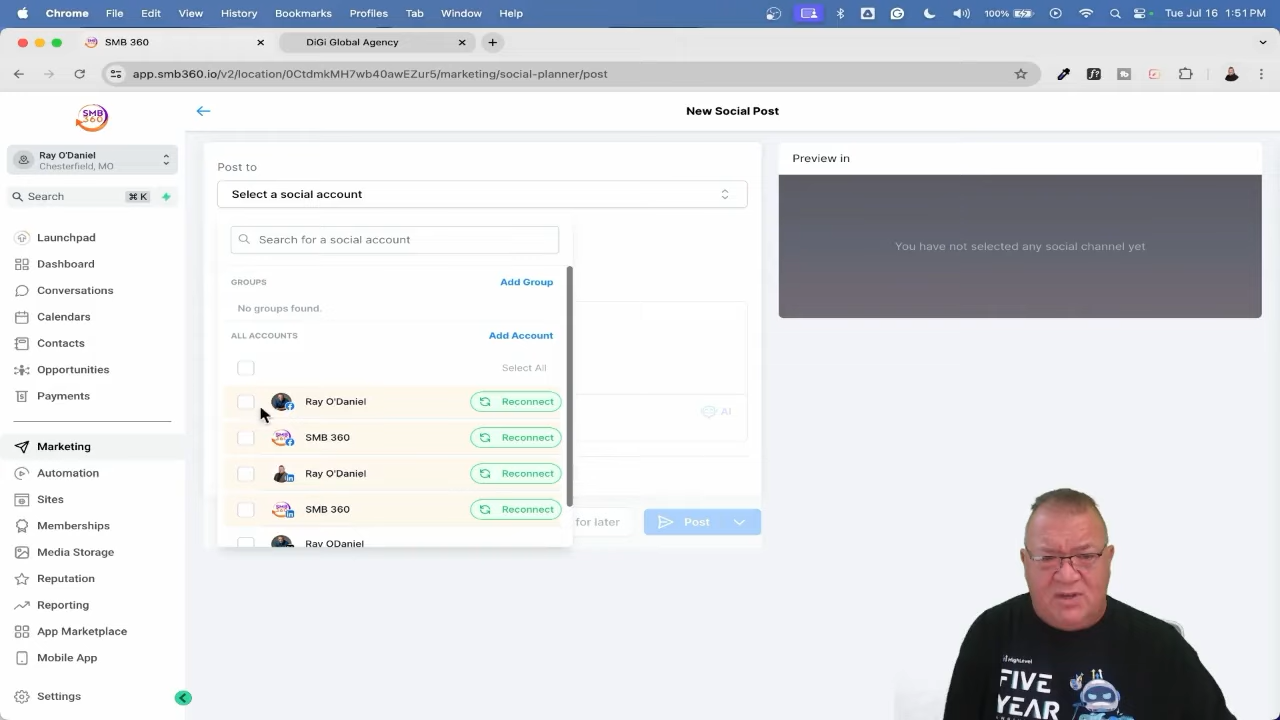 Chrome File Edit View History Bookmarks Profiles Tab Window Help 100% Tue Jul 16 1:51 PM
SMB 360 DiGi Global Agency
app.smb360.io/v2/location/0CtdmkMH7wb40awEZur5/marketing/social-planner/post
SMB
360
New Social Post
Ray O'Daniel
Chesterfield, MO
Search ⌘ K
Launchpad
Dashboard
Conversations
Calendars
Contacts
Opportunities
Payments
Marketing
Automation
Sites
Memberships
Media Storage
Reputation
Reporting
App Marketplace
Mobile App
Settings
Post to
Select a social account
Search for a social account
GROUPS Add Group
No groups found.
ALL ACCOUNTS Add Account
Select All
Ray O'Daniel Reconnect
SMB 360 Reconnect
Ray O'Daniel Reconnect
SMB 360 Reconnect
Ray ODaniel
AI
for later Post
Preview in
You have not selected any social channel yet
HighLevel
FIVE
YEAR